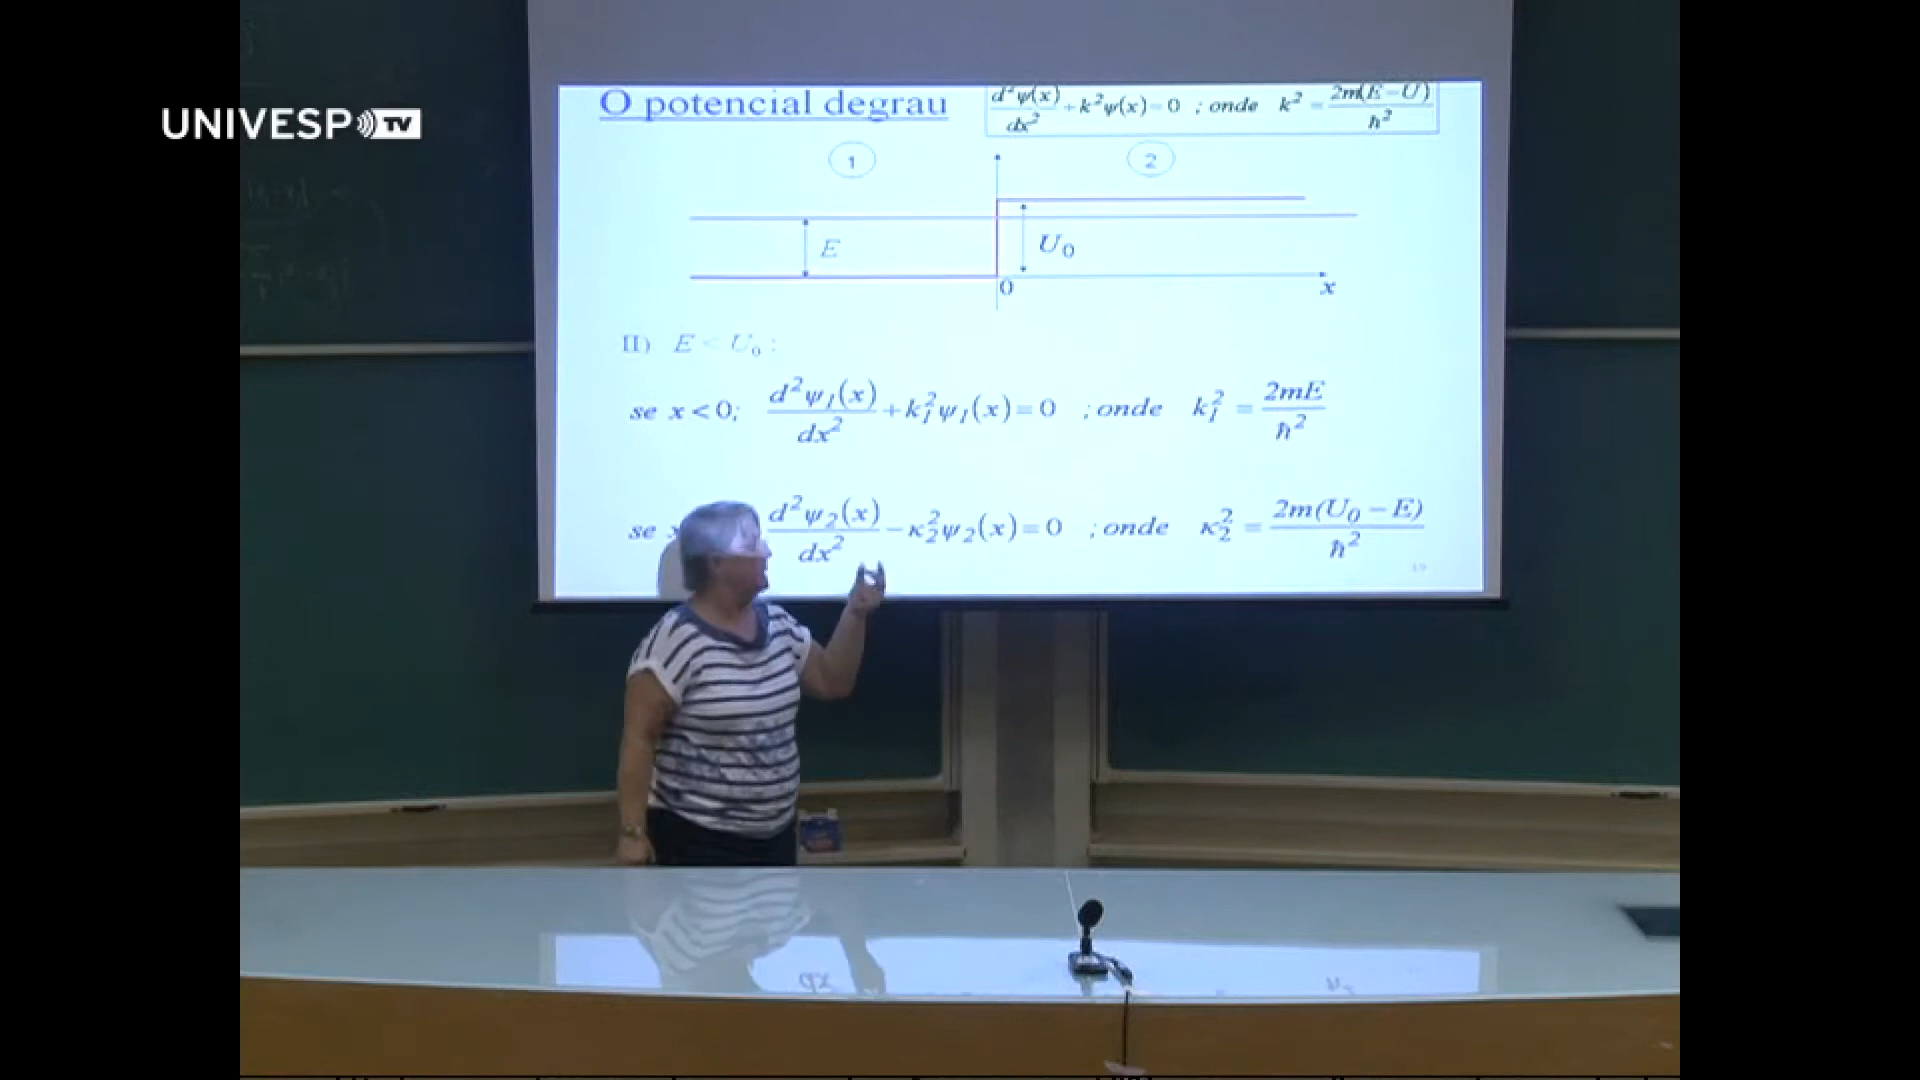 UNIVESP TV
O potencial degrau
d²ψ(x)/dx² + k²ψ(x) = 0 ; onde k² = 2m(E − U)/ħ²
1 2
E U₀
0 x
II) E < U₀ :
se x < 0; d²ψ₁(x)/dx² + k₁²ψ₁(x) = 0 ; onde k₁² = 2mE/ħ²
se d²ψ₂(x)/dx² − κ₂²ψ₂(x) = 0 ; onde κ₂² = 2m(U₀ − E)/ħ²